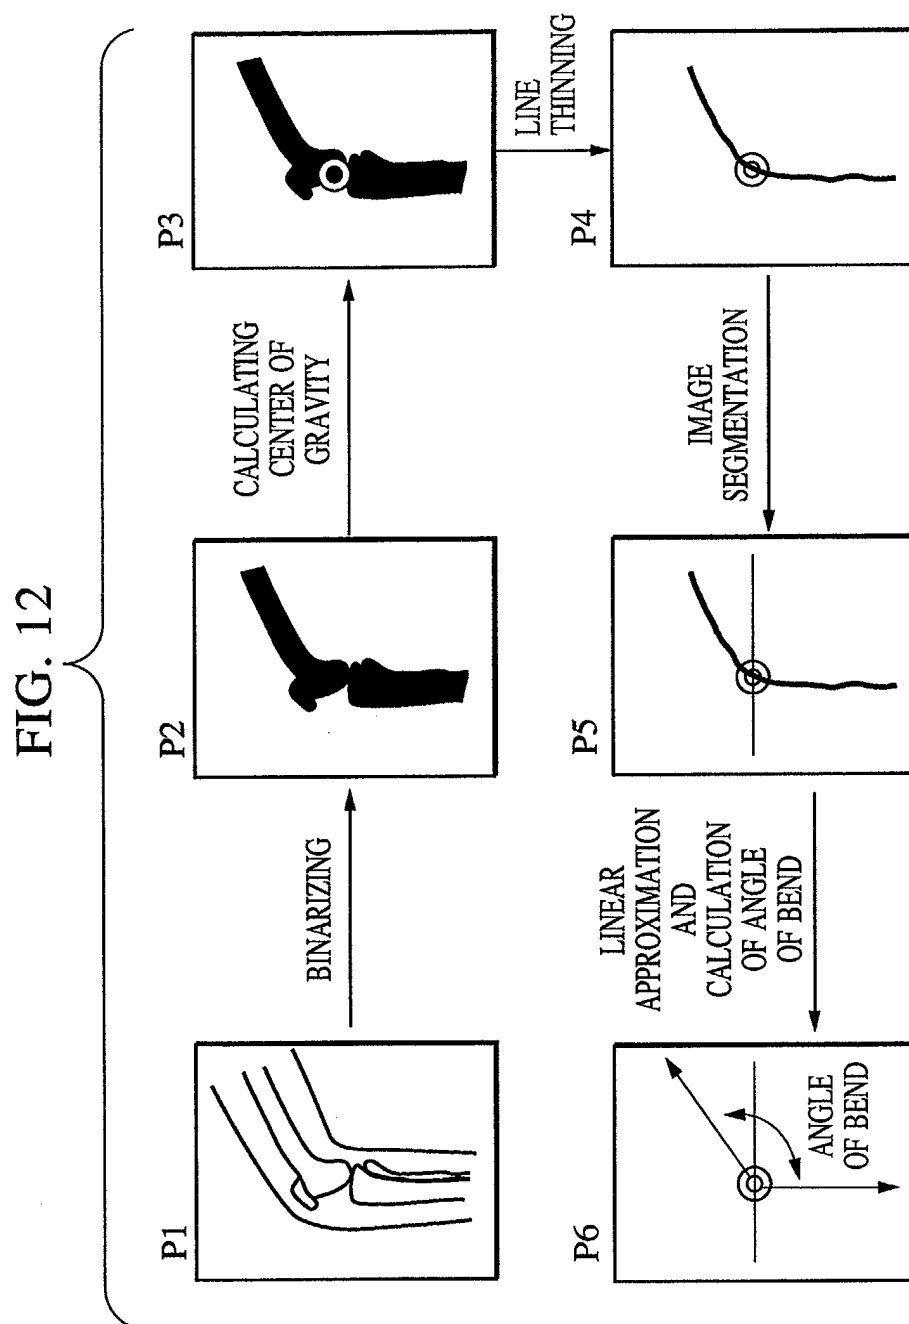 FIG. 12
P1
BINARIZING
P2
CALCULATING
CENTER OF
GRAVITY
P3
LINE
THINNING
P4
IMAGE
SEGMENTATION
P5
LINEAR
APPROXIMATION
AND
CALCULATION
OF ANGLE
OF BEND
P6
ANGLE
OF BEND